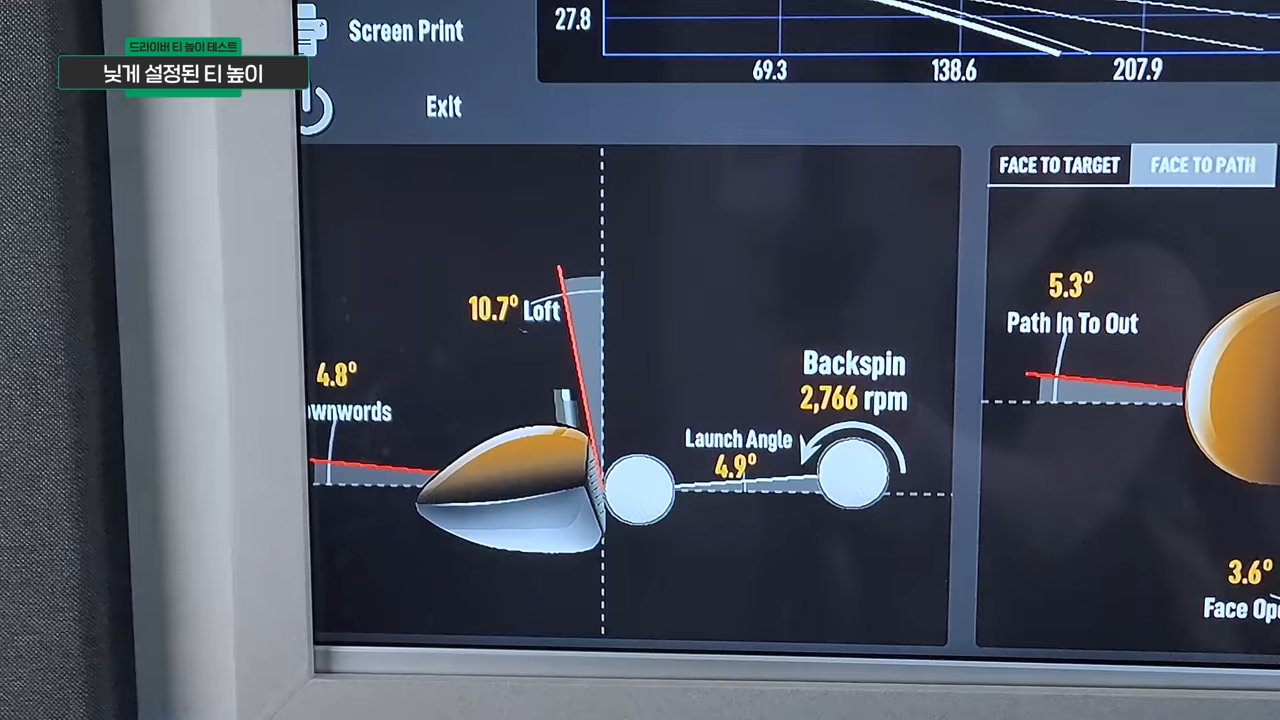 드라이버 티 높이 테스트
낮게 설정된 티 높이
Screen Print
Exit
27.8
69.3 138.6 207.9
FACE TO TARGET FACE TO PATH
10.7° Loft
4.8°
ownwords
Backspin
2,766 rpm
Launch Angle
4.9°
5.3°
Path In To Out
3.6°
Face Ope